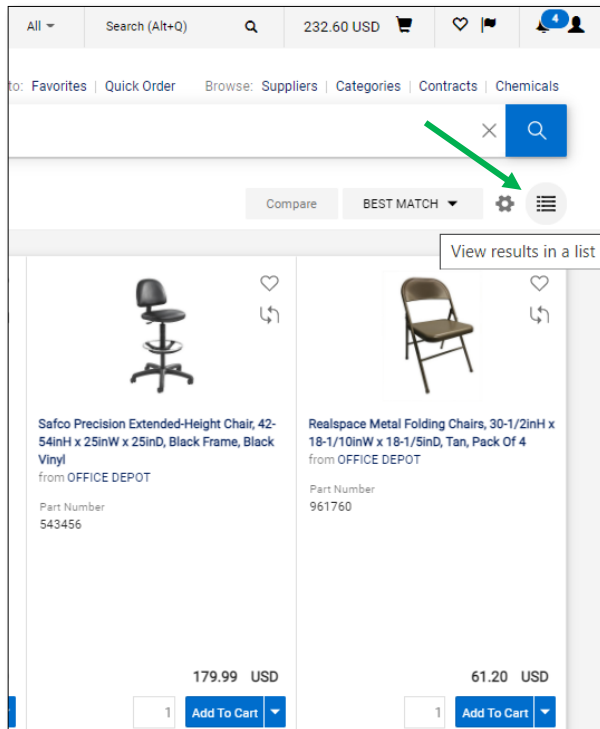 All
Search (Alt+Q)
232.60 USD
4
to: Favorites | Quick Order Browse: Suppliers | Categories | Contracts | Chemicals
Compare
BEST MATCH
View results in a list
Safco Precision Extended-Height Chair, 42-
54inH x 25inW x 25inD, Black Frame, Black
Vinyl
from OFFICE DEPOT
Part Number
543456
179.99 USD
1
Add To Cart
Realspace Metal Folding Chairs, 30-1/2inH x
18-1/10inW x 18-1/5inD, Tan, Pack Of 4
from OFFICE DEPOT
Part Number
961760
61.20 USD
1
Add To Cart